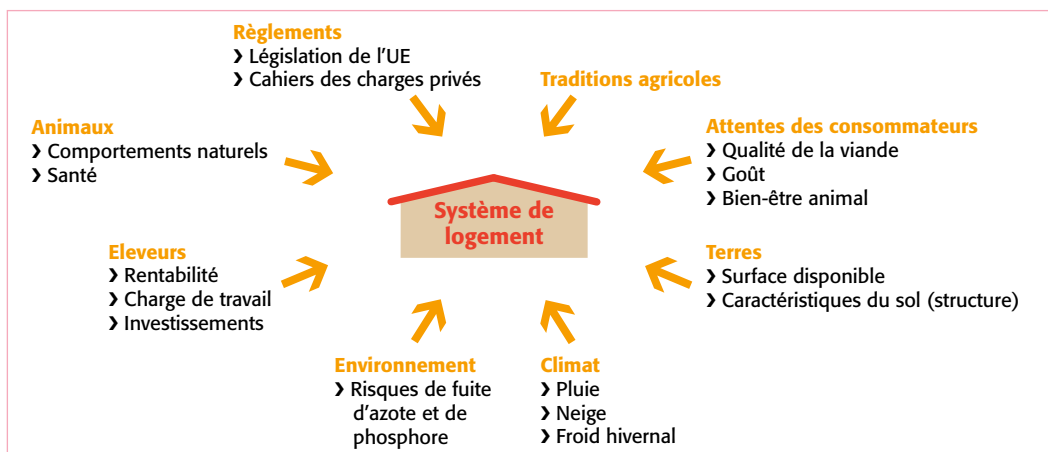 Règlements
❯ Législation de l'UE
❯ Cahiers des charges privés
Traditions agricoles
Animaux
❯ Comportements naturels
❯ Santé
Attentes des consommateurs
❯ Qualité de la viande
❯ Goût
❯ Bien-être animal
Système de
logement
Eleveurs
❯ Rentabilité
❯ Charge de travail
❯ Investissements
Terres
❯ Surface disponible
❯ Caractéristiques du sol (structure)
Environnement
❯ Risques de fuite
d'azote et de
phosphore
Climat
❯ Pluie
❯ Neige
❯ Froid hivernal